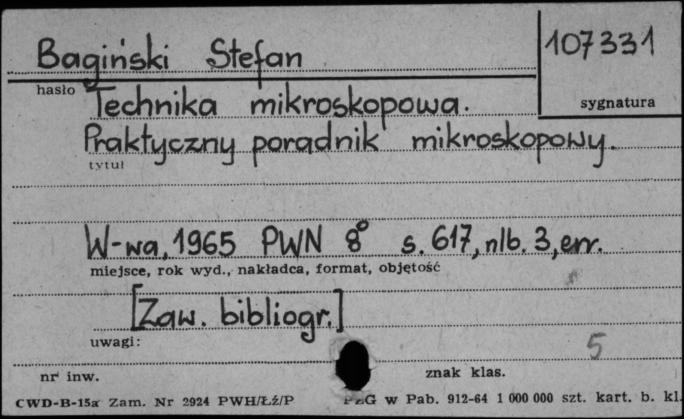 Bagiński Stefan
107331
hasło
sygnatura
Technika mikroskopowa.
Praktyczny poradnik mikroskopowy.
tytuł
W-wa, 1965 PWN 8° s. 617, nlb. 3, err.
miejsce, rok wyd., nakładca, format, objętość
[Zaw. bibliogr.]
uwagi:
5
nr inw.
znak klas.
CWD-B-15a Zam. Nr 2924 PWH/Łź/P
PZG w Pab. 912-64 1 000 000 szt. kart. b. kl.